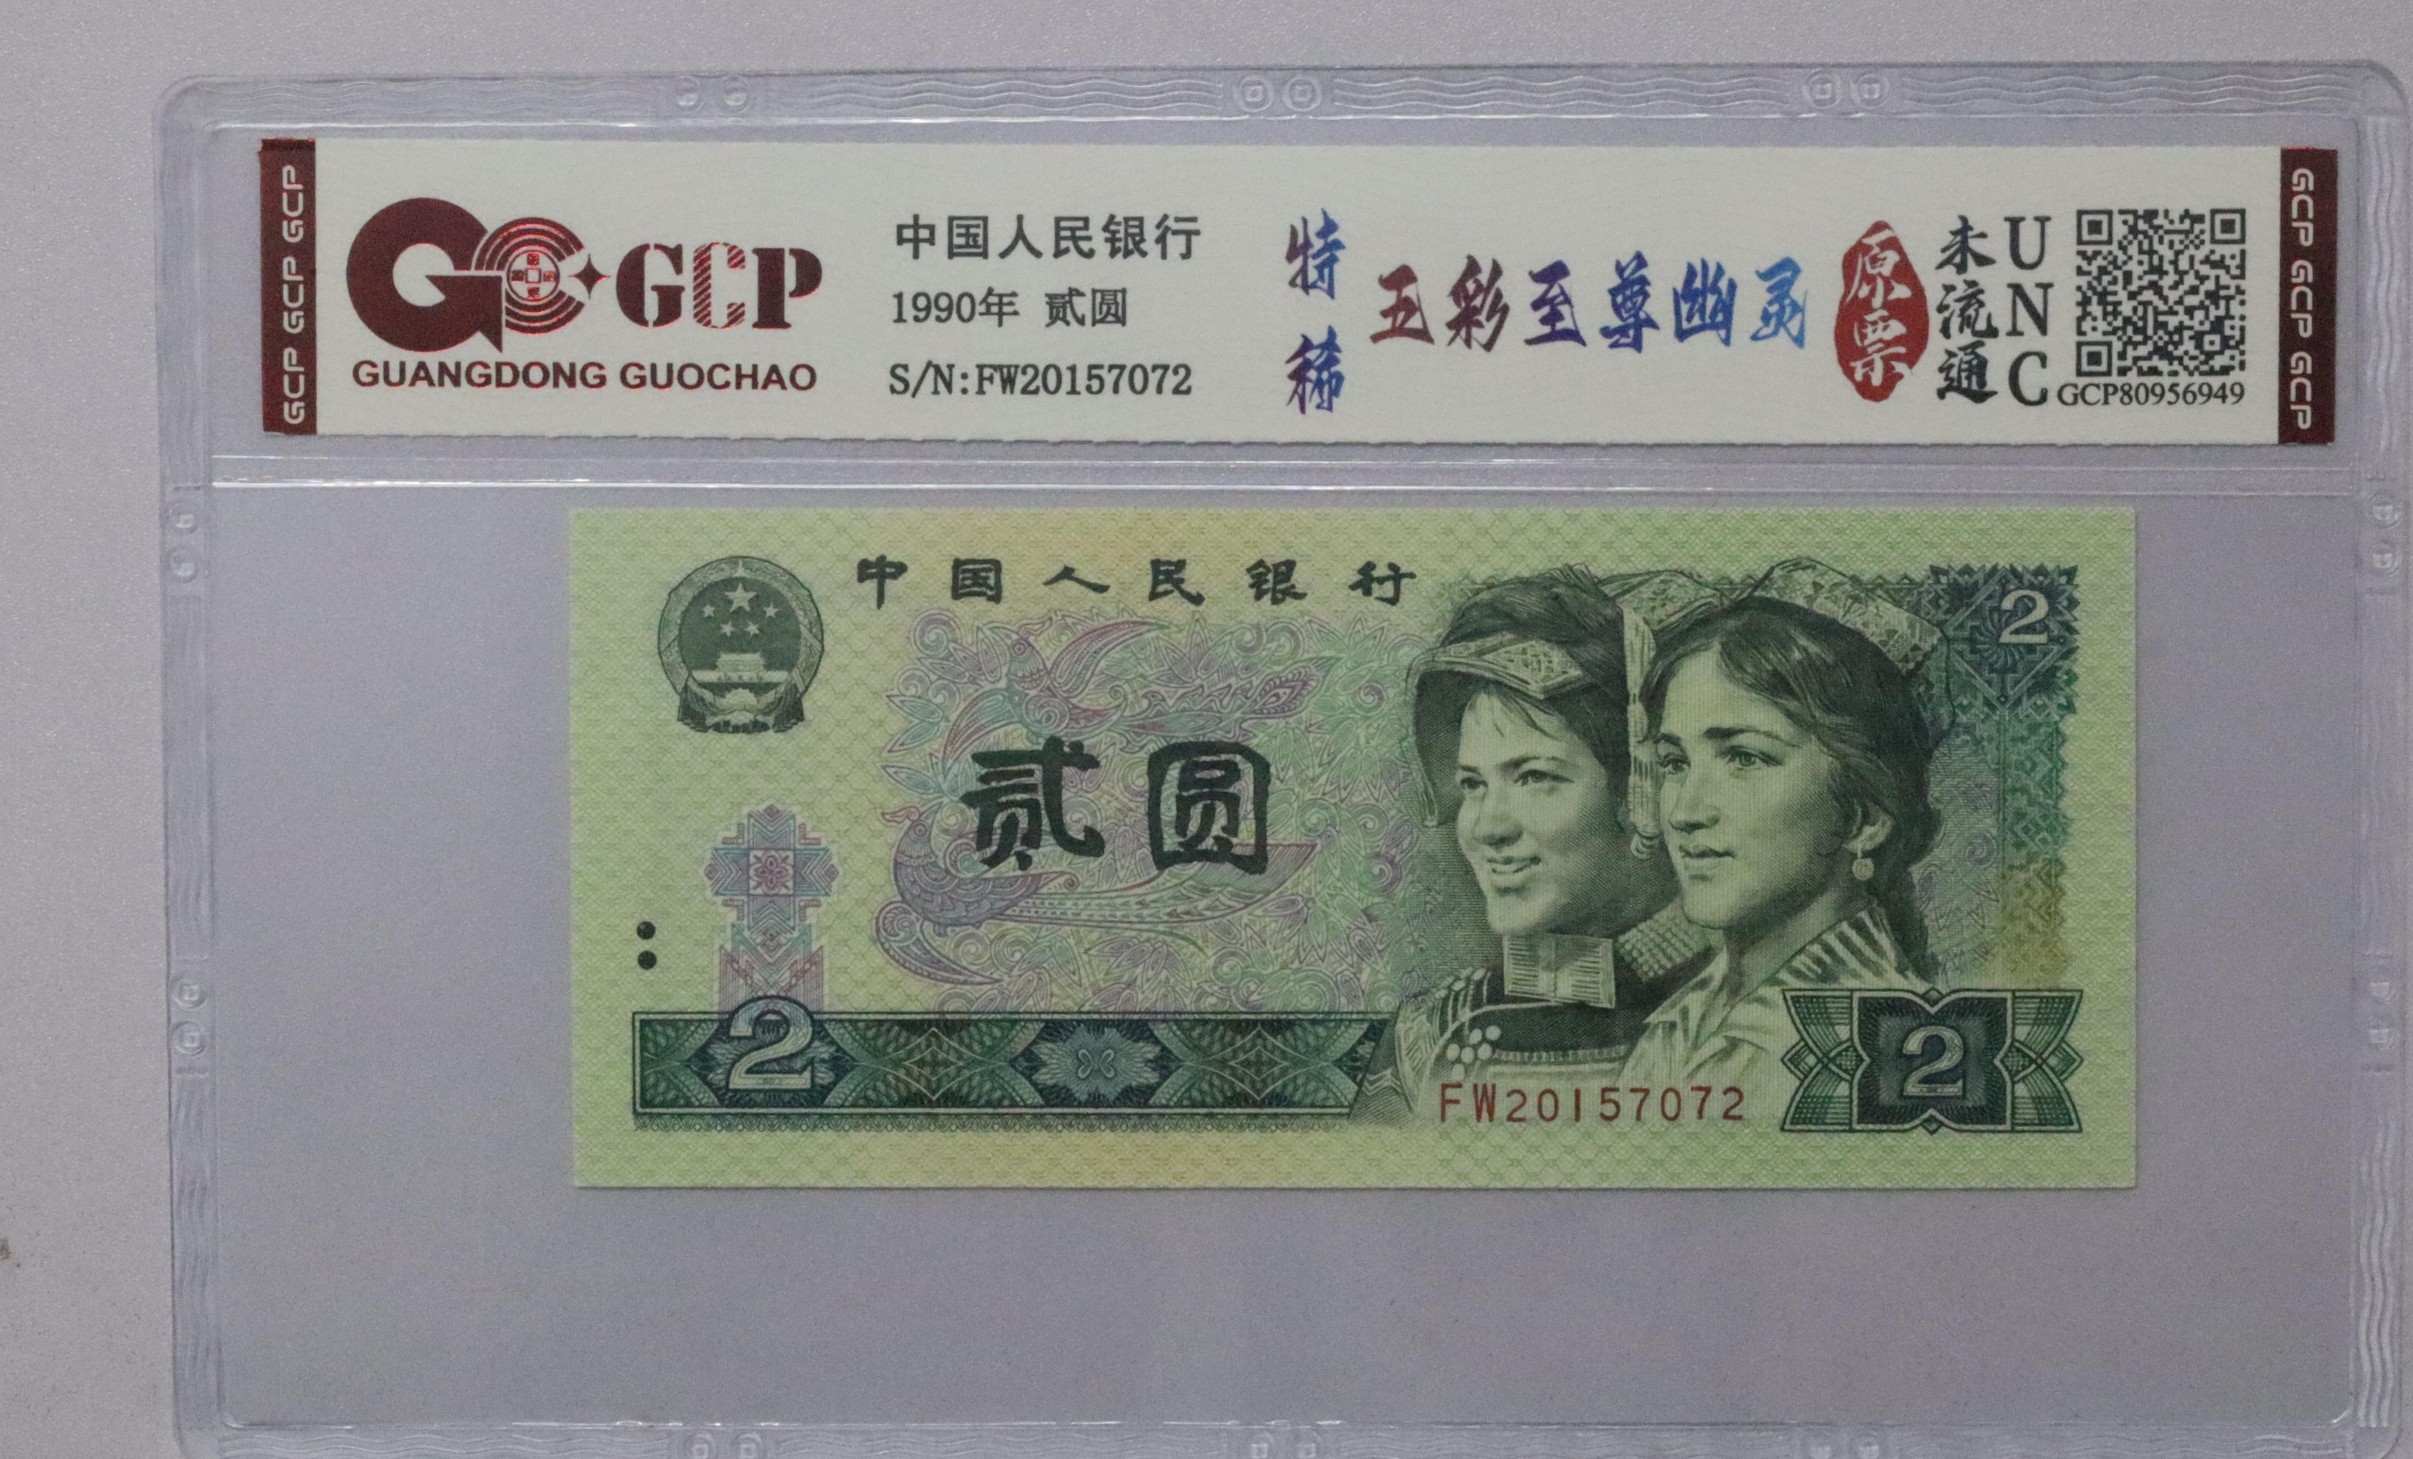 GCP GCP GCP
GCP
GUANGDONG GUOCHAO
中国人民银行
1990年 贰圆
S/N:FW20157072
特稀
五彩至尊幽灵
原票
未流通
UNC
GCP80956949
GCP GCP GCP
中国人民银行
2
贰圆
2
FW20157072
2